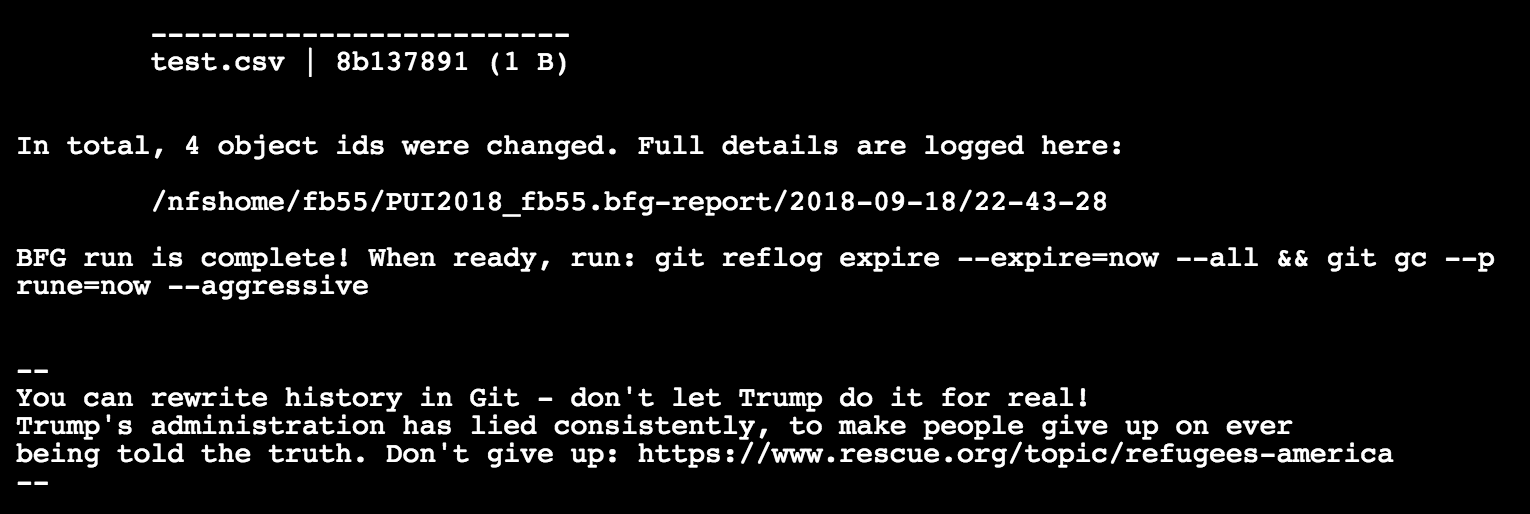 -------------------------
test.csv | 8b137891 (1 B)
In total, 4 object ids were changed. Full details are logged here:
/nfshome/fb55/PUI2018_fb55.bfg-report/2018-09-18/22-43-28
BFG run is complete! When ready, run: git reflog expire --expire=now --all && git gc --p
rune=now --aggressive
--
You can rewrite history in Git - don't let Trump do it for real!
Trump's administration has lied consistently, to make people give up on ever
being told the truth. Don't give up: https://www.rescue.org/topic/refugees-america
--